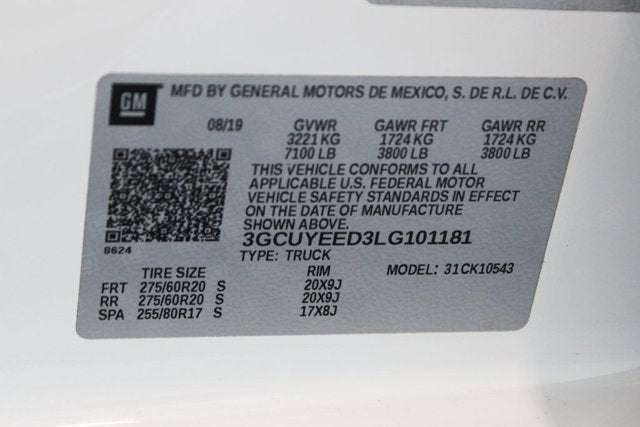 GM MFD BY GENERAL MOTORS DE MEXICO, S. DE R.L. DE C.V.
08/19 GVWR GAWR FRT GAWR RR
3221 KG 1724 KG 1724 KG
7100 LB 3800 LB 3800 LB
THIS VEHICLE CONFORMS TO ALL
APPLICABLE U.S. FEDERAL MOTOR
VEHICLE SAFETY STANDARDS IN EFFECT
ON THE DATE OF MANUFACTURE
SHOWN ABOVE.
3GCUYEED3LG101181
8624
TYPE: TRUCK
TIRE SIZE RIM MODEL: 31CK10543
FRT 275/60R20 S 20X9J
RR 275/60R20 S 20X9J
SPA 255/80R17 S 17X8J